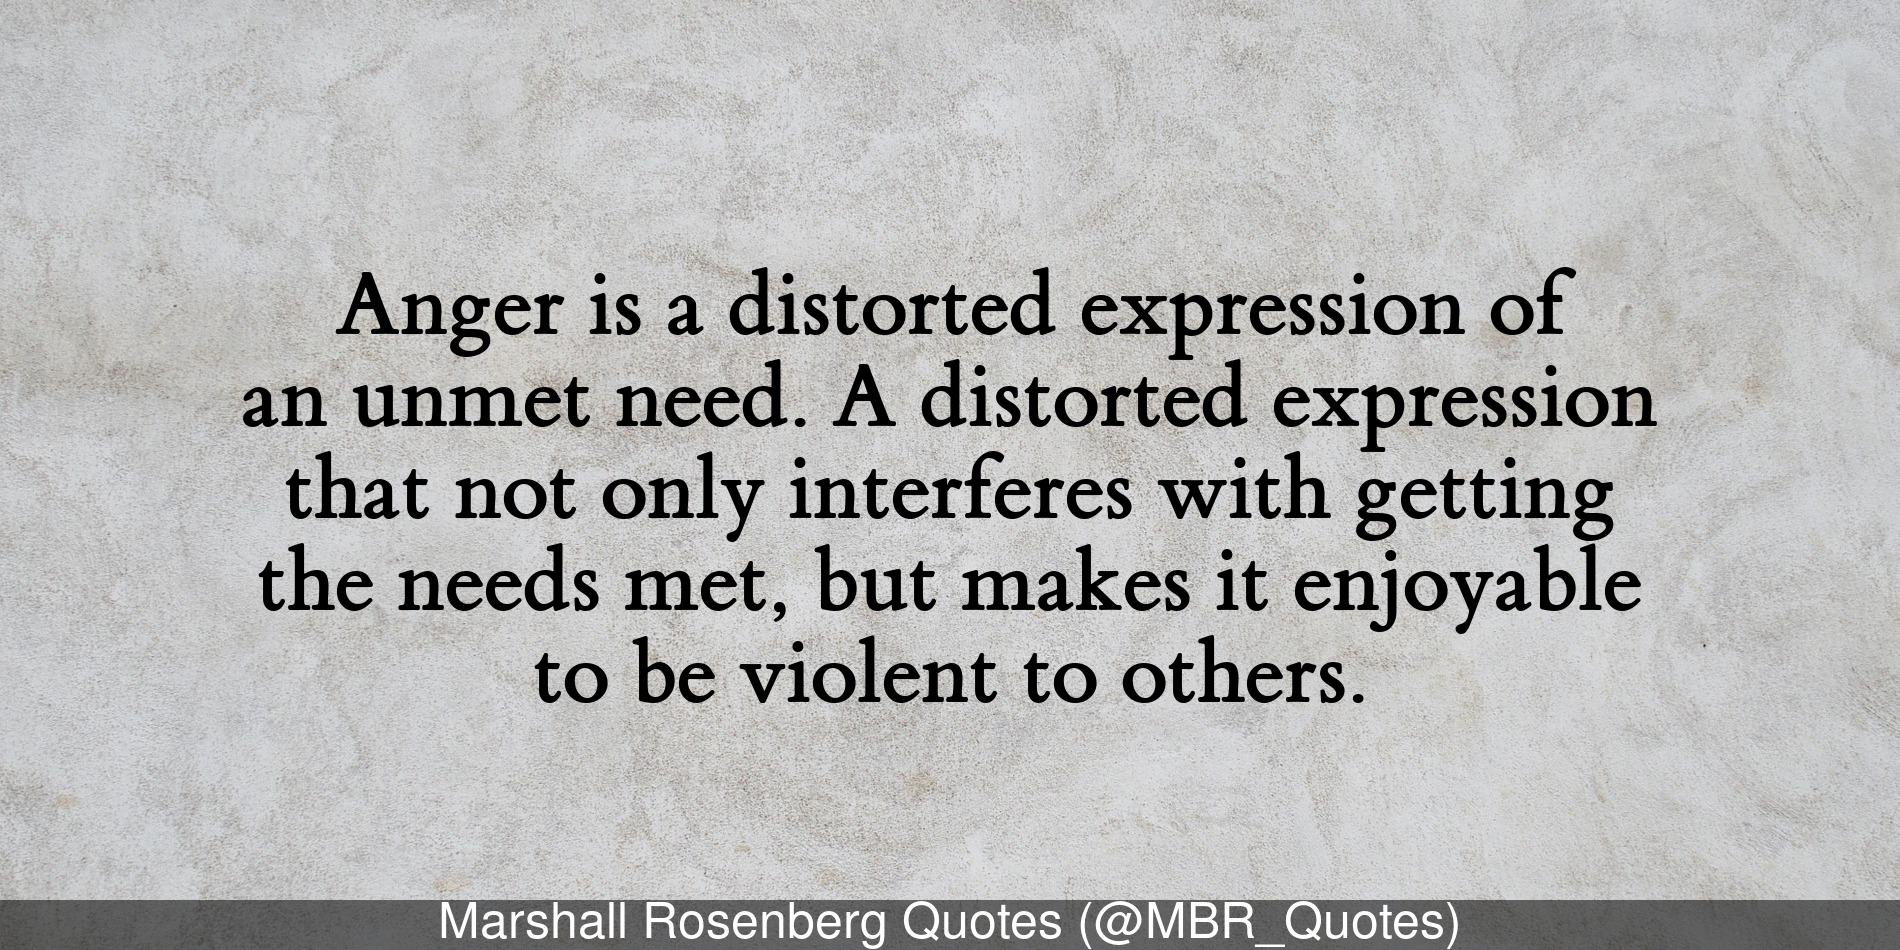 Anger is a distorted expression of
an unmet need. A distorted expression
that not only interferes with getting
the needs met, but makes it enjoyable
to be violent to others.
Marshall Rosenberg Quotes (@MBR_Quotes)